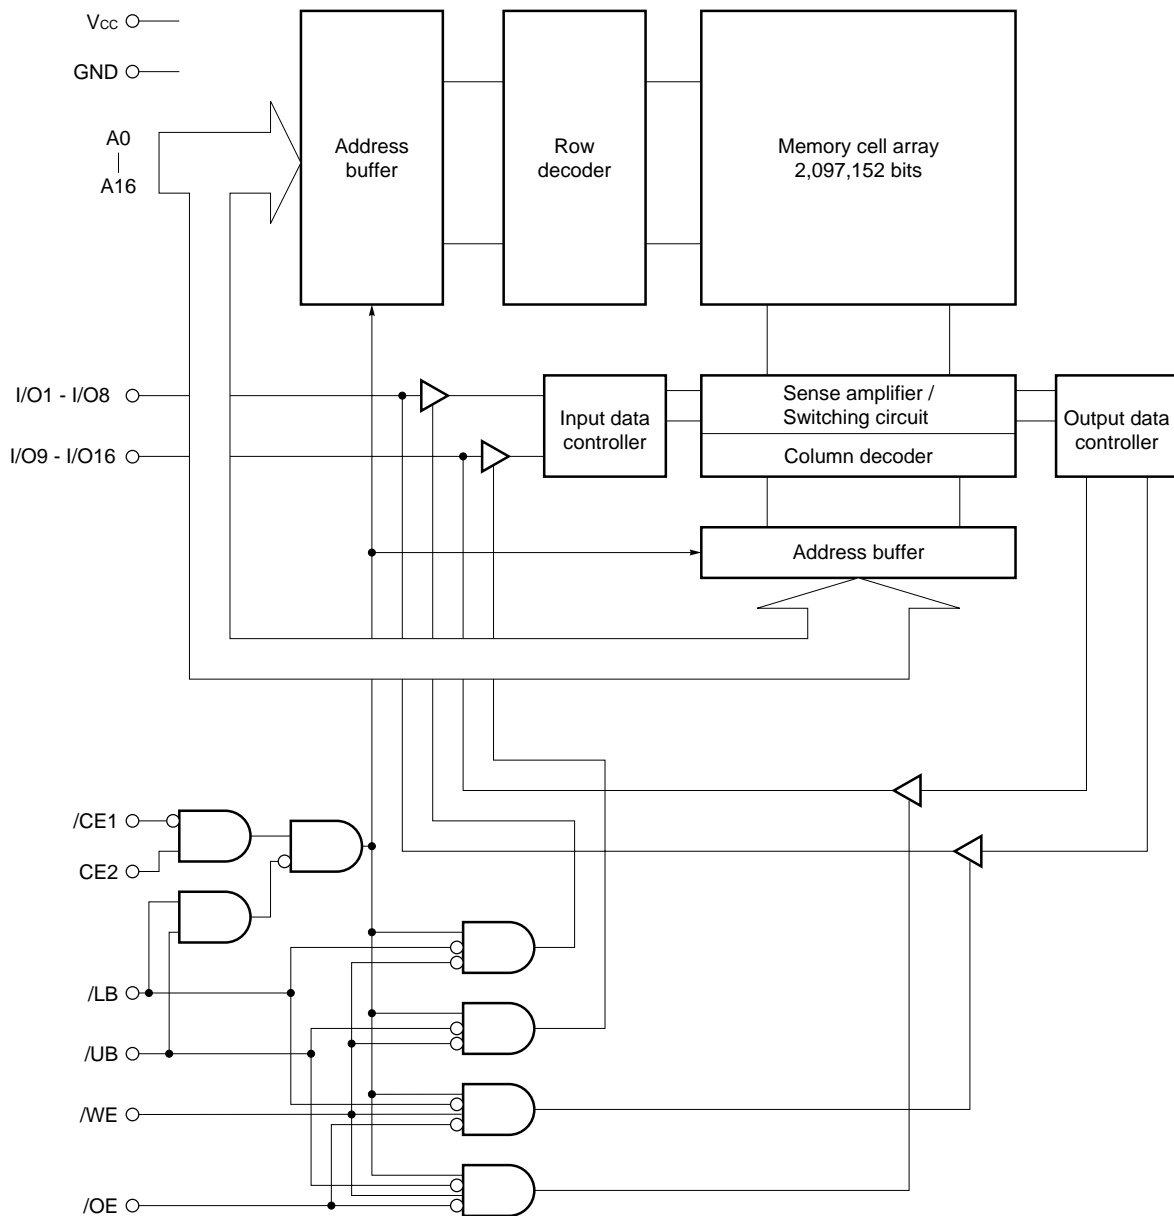 VCC
GND
A0
A16
Address
buffer
Row
decoder
Memory cell array
2,097,152 bits
I/O1 - I/O8
I/O9 - I/O16
Input data
controller
Sense amplifier /
Switching circuit
Column decoder
Output data
controller
Address buffer
/CE1
CE2
/LB
/UB
/WE
/OE